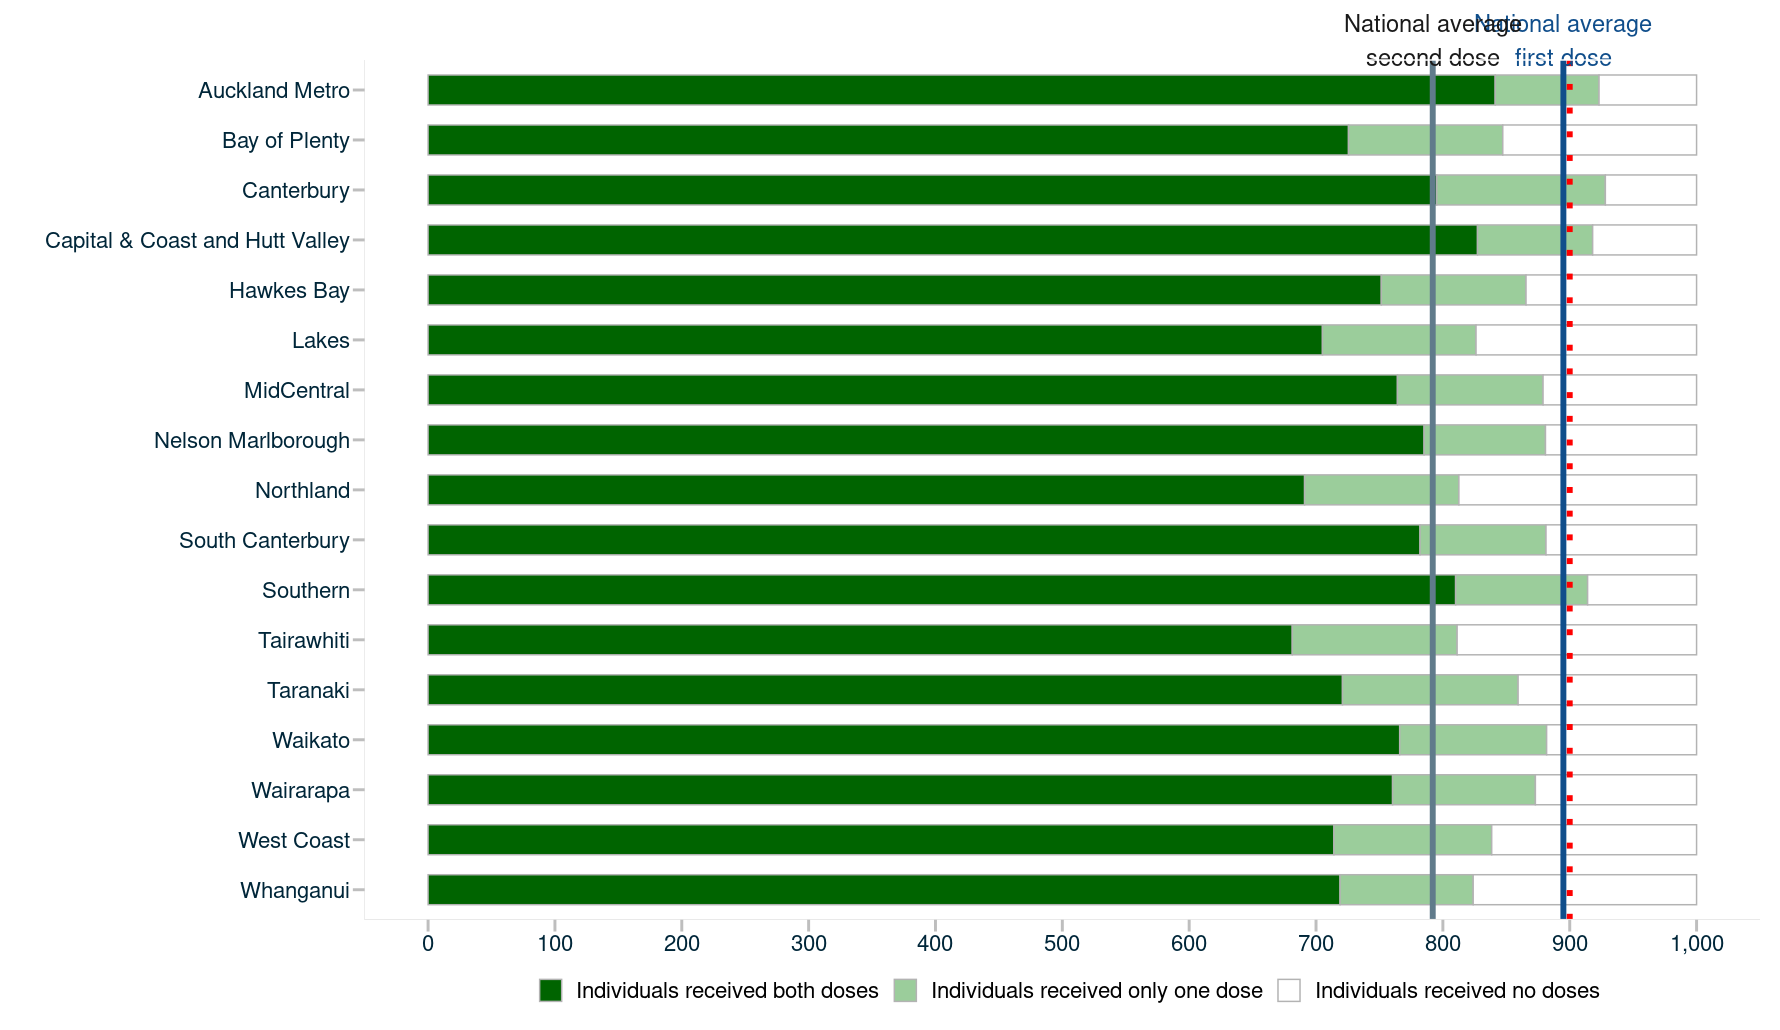 National average
second dose
National average
first dose
Auckland Metro
Bay of Plenty
Canterbury
Capital & Coast and Hutt Valley
Hawkes Bay
Lakes
MidCentral
Nelson Marlborough
Northland
South Canterbury
Southern
Tairawhiti
Taranaki
Waikato
Wairarapa
West Coast
Whanganui
0 100 200 300 400 500 600 700 800 900 1,000
Individuals received both doses Individuals received only one dose Individuals received no doses